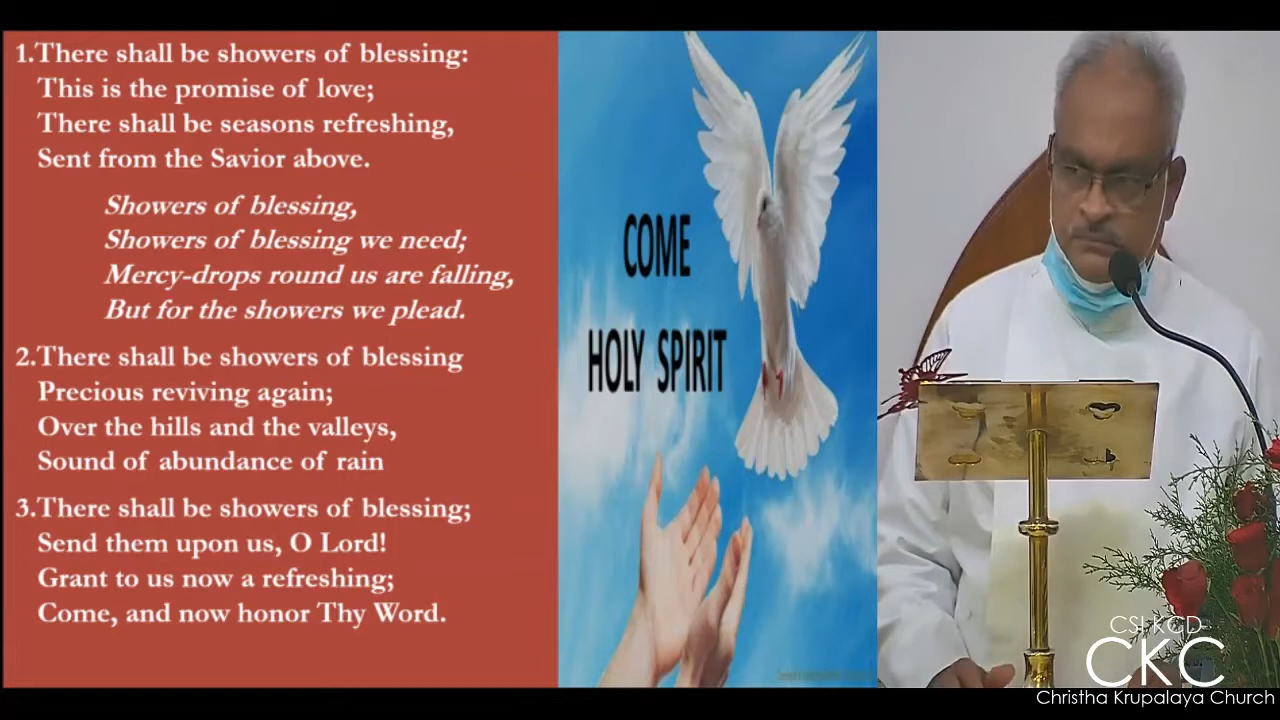 1.There shall be showers of blessing:
This is the promise of love;
There shall be seasons refreshing,
Sent from the Savior above.
Showers of blessing,
Showers of blessing we need;
Mercy-drops round us are falling,
But for the showers we plead.
2.There shall be showers of blessing
Precious reviving again;
Over the hills and the valleys,
Sound of abundance of rain
3.There shall be showers of blessing;
Send them upon us, O Lord!
Grant to us now a refreshing;
Come, and now honor Thy Word.
COME
HOLY SPIRIT
CSI KCD
CKC
Christha Krupalaya Church